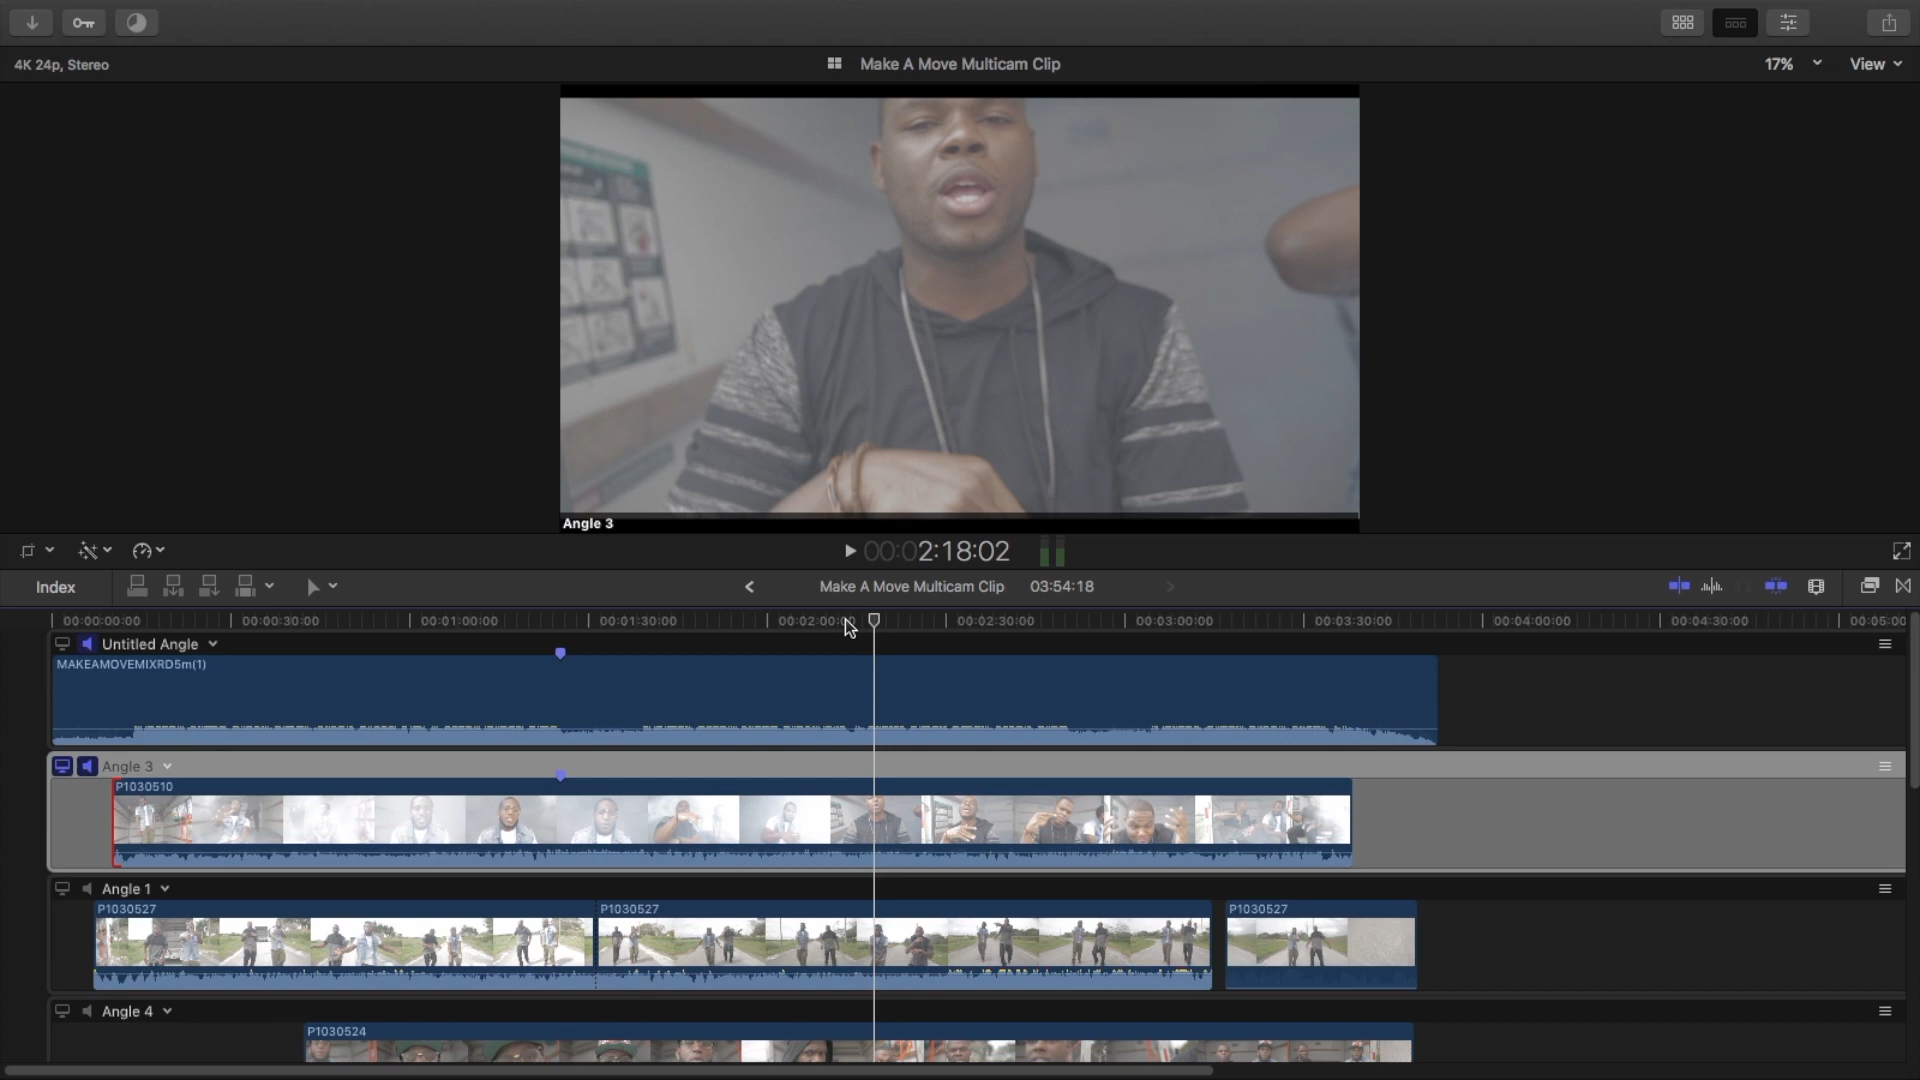 4K 24p, Stereo
Make A Move Multicam Clip
17%
View
Angle 3
00:02:18:02
Index
Make A Move Multicam Clip
03:54:18
00:00:00:00
00:00:30:00
00:01:00:00
00:01:30:00
00:02:00:00
00:02:30:00
00:03:00:00
00:03:30:00
00:04:00:00
00:04:30:00
00:05:00
Untitled Angle
MAKEAMOVEMIXRD5m(1)
Angle 3
P1030510
Angle 1
P1030527
P1030527
P1030527
Angle 4
P1030524